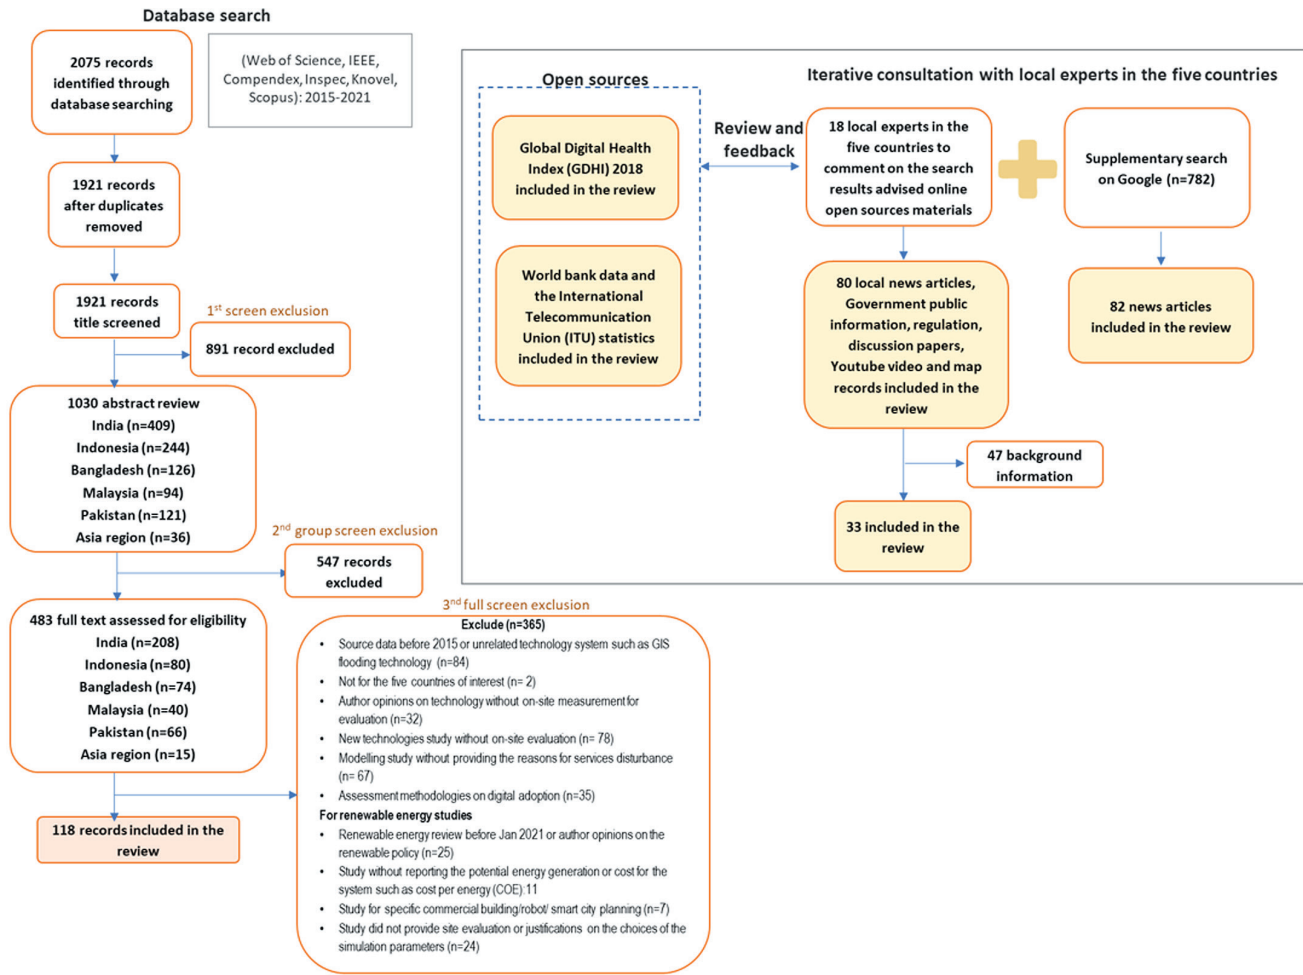 Database search
2075 records
identified through
database searching
(Web of Science, IEEE,
Compendex, Inspec, Knovel,
Scopus): 2015-2021
1921 records
after duplicates
removed
1921 records
title screened
1st screen exclusion
891 record excluded
1030 abstract review
India (n=409)
Indonesia (n=244)
Bangladesh (n=126)
Malaysia (n=94)
Pakistan (n=121)
Asia region (n=36)
2nd group screen exclusion
547 records
excluded
483 full text assessed for eligibility
India (n=208)
Indonesia (n=80)
Bangladesh (n=74)
Malaysia (n=40)
Pakistan (n=66)
Asia region (n=15)
118 records included in the
review
3nd full screen exclusion
Exclude (n=365)
• Source data before 2015 or unrelated technology system such as GIS
flooding technology (n=84)
• Not for the five countries of interest (n= 2)
• Author opinions on technology without on-site measurement for
evaluation (n=32)
• New technologies study without on-site evaluation (n= 78)
• Modelling study without providing the reasons for services disturbance
(n= 67)
• Assessment methodologies on digital adoption (n=35)
For renewable energy studies
• Renewable energy review before Jan 2021 or author opinions on the
renewable policy (n=25)
• Study without reporting the potential energy generation or cost for the
system such as cost per energy (COE):11
• Study for specific commercial building/robot/ smart city planning (n=7)
• Study did not provide site evaluation or justifications on the choices of the
simulation parameters (n=24)
Open sources
Global Digital Health
Index (GDHI) 2018
included in the review
World bank data and
the International
Telecommunication
Union (ITU) statistics
included in the review
Review and
feedback
Iterative consultation with local experts in the five countries
18 local experts in the
five countries to
comment on the search
results advised online
open sources materials
Supplementary search
on Google (n=782)
80 local news articles,
Government public
information, regulation,
discussion papers,
Youtube video and map
records included in the
review
82 news articles
included in the review
47 background
information
33 included in the
review